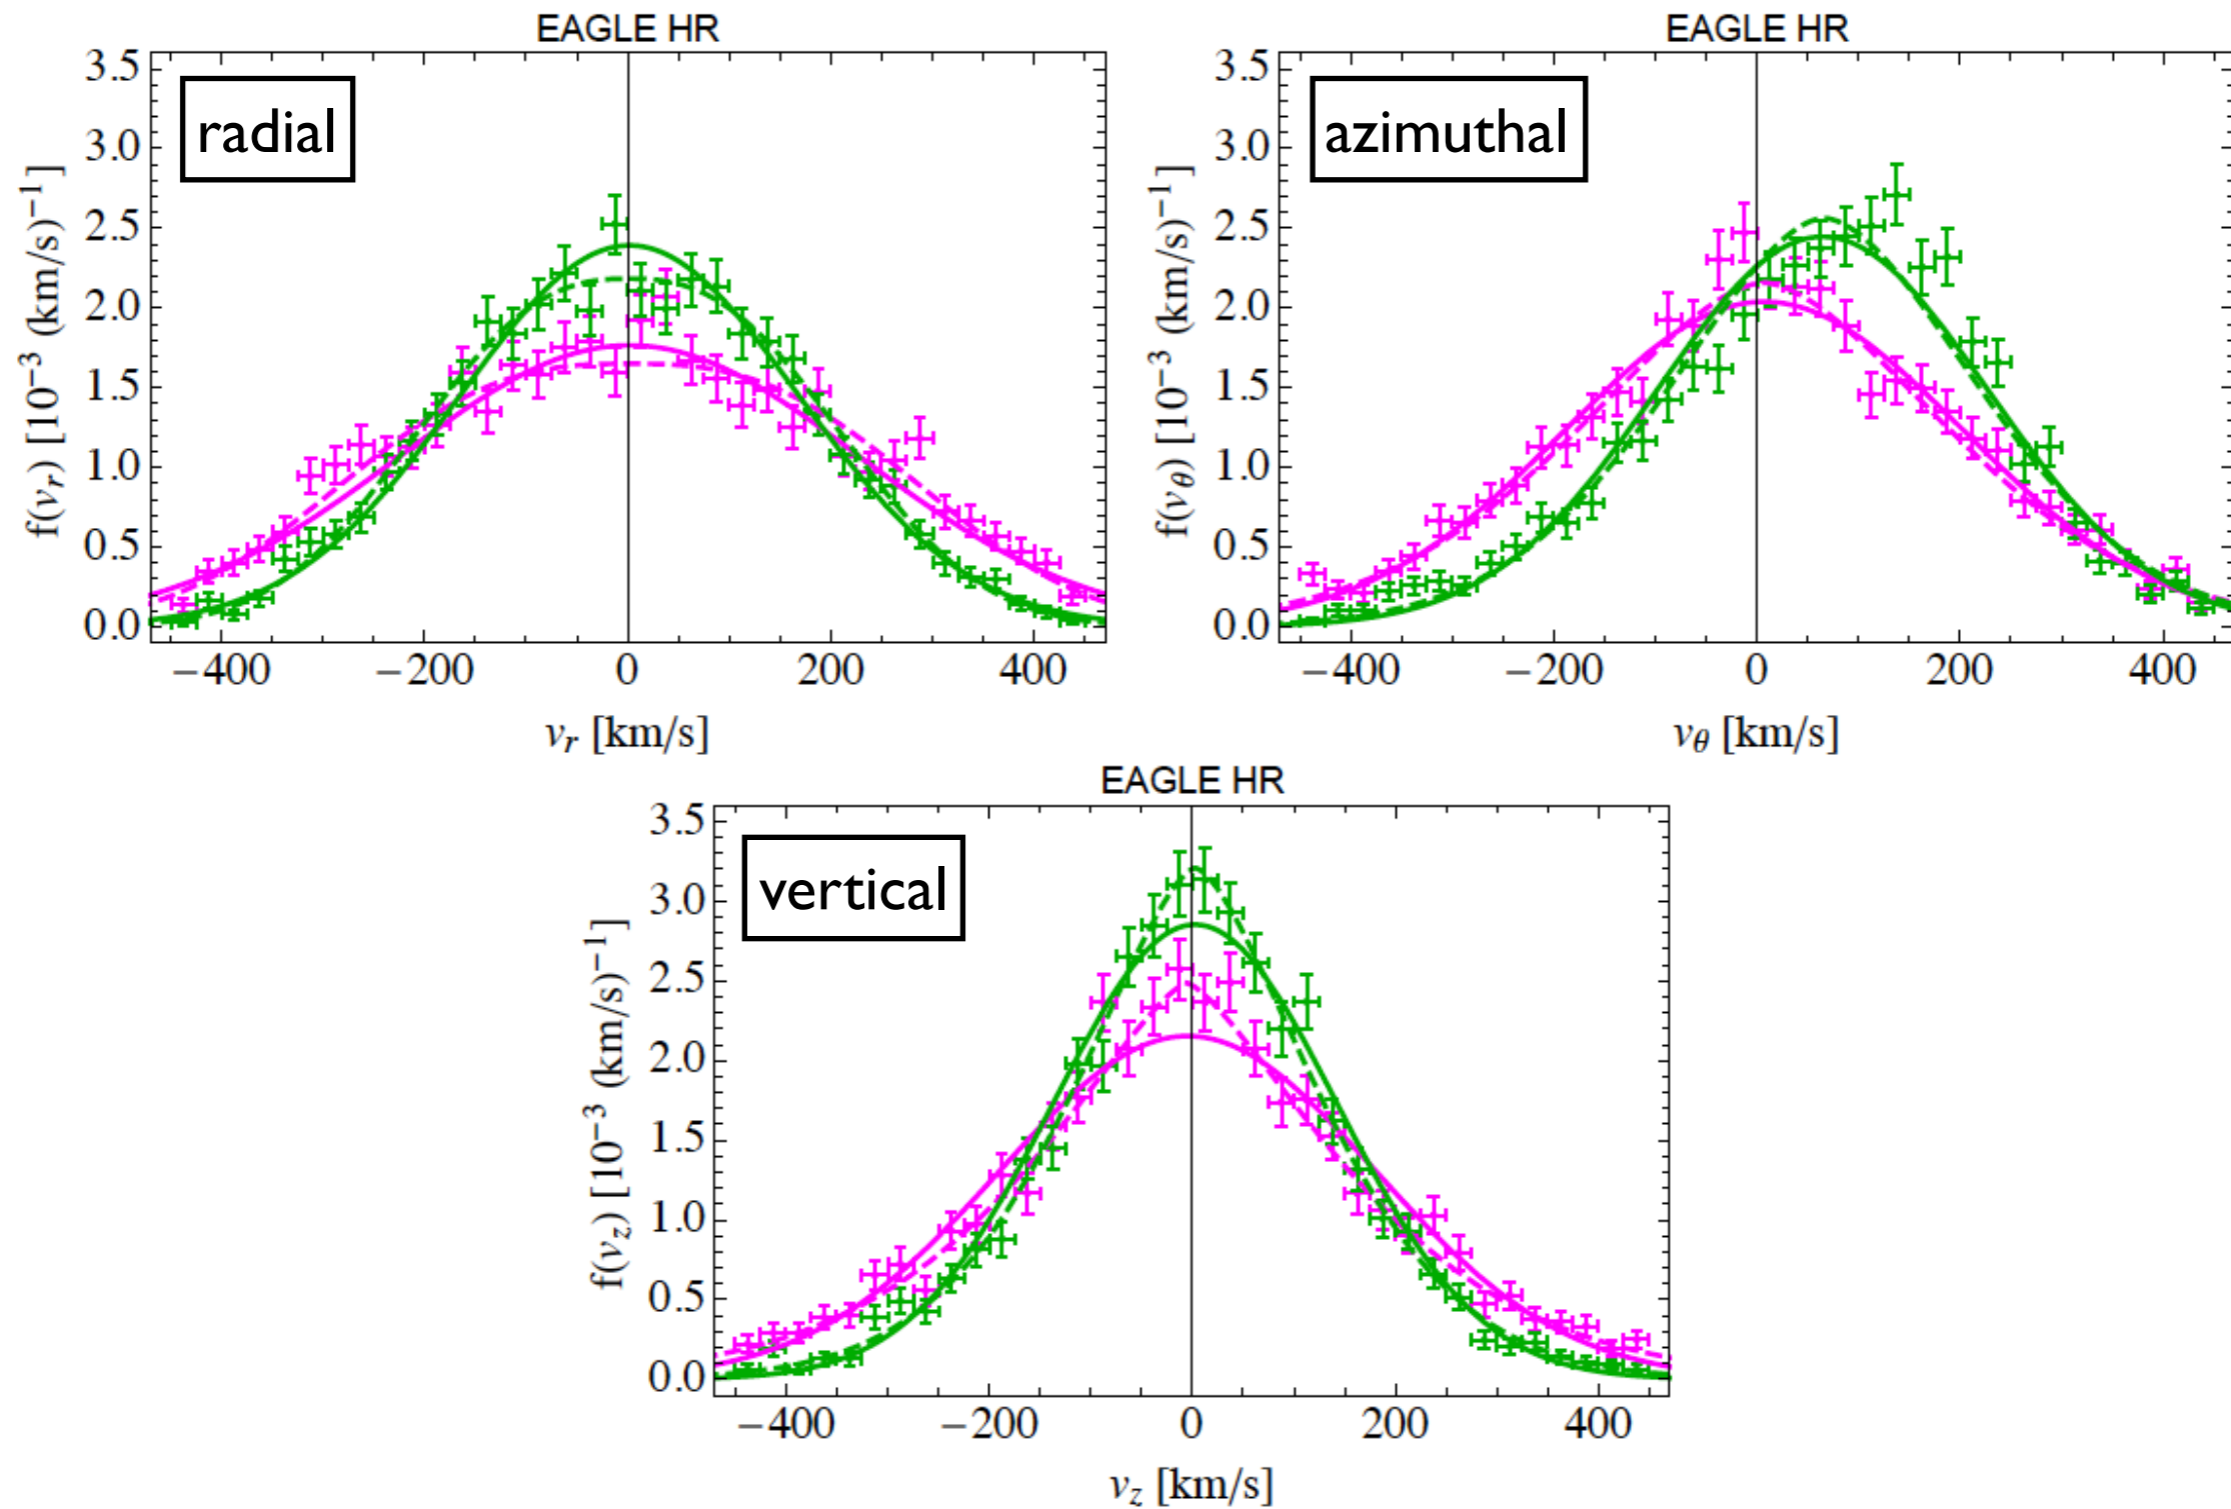 EAGLE HR
radial
f(v_r) [10^{-3} (km/s)^{-1}]
3.5
3.0
2.5
2.0
1.5
1.0
0.5
0.0
−400 −200 0 200 400
v_r [km/s]
EAGLE HR
azimuthal
f(v_θ) [10^{-3} (km/s)^{-1}]
3.5
3.0
2.5
2.0
1.5
1.0
0.5
0.0
−400 −200 0 200 400
v_θ [km/s]
EAGLE HR
vertical
f(v_z) [10^{-3} (km/s)^{-1}]
3.5
3.0
2.5
2.0
1.5
1.0
0.5
0.0
−400 −200 0 200 400
v_z [km/s]